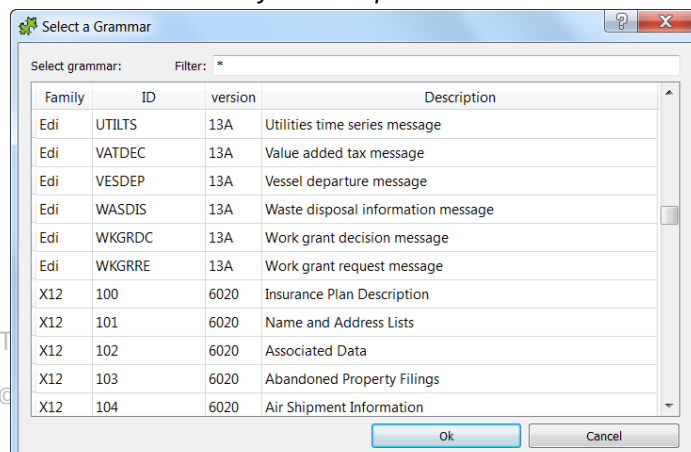 Select a Grammar
Select grammar: Filter: *
Family ID version Description
Edi UTILTS 13A Utilities time series message
Edi VATDEC 13A Value added tax message
Edi VESDEP 13A Vessel departure message
Edi WASDIS 13A Waste disposal information message
Edi WKGRDC 13A Work grant decision message
Edi WKGRRE 13A Work grant request message
X12 100 6020 Insurance Plan Description
X12 101 6020 Name and Address Lists
X12 102 6020 Associated Data
X12 103 6020 Abandoned Property Filings
X12 104 6020 Air Shipment Information
Ok Cancel